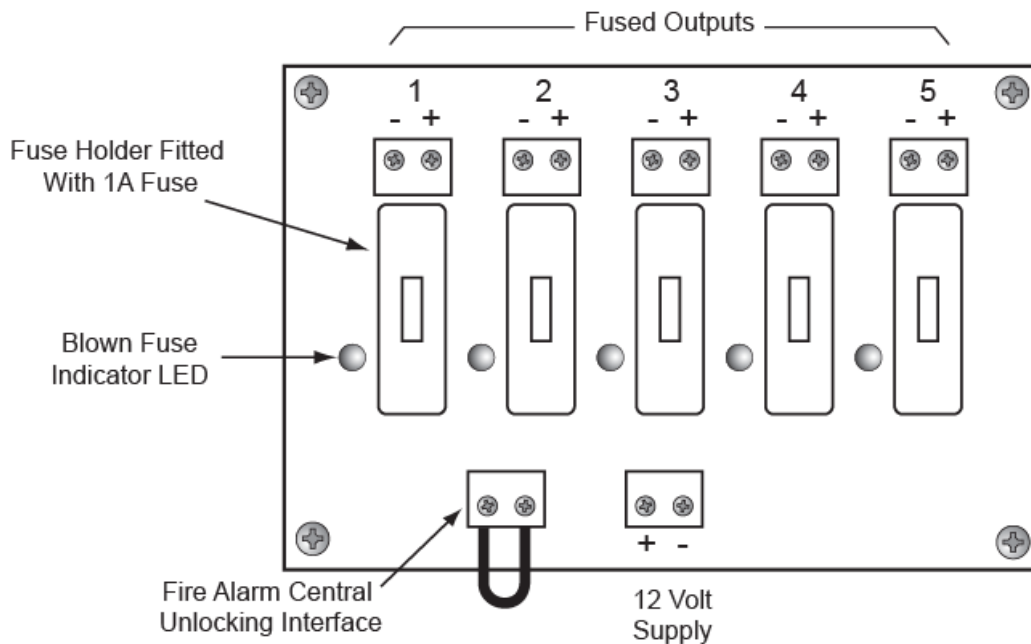 Fused Outputs
1 2 3 4 5
- + - + - + - + - +
Fuse Holder Fitted
With 1A Fuse
Blown Fuse
Indicator LED
+ -
Fire Alarm Central
Unlocking Interface
12 Volt
Supply